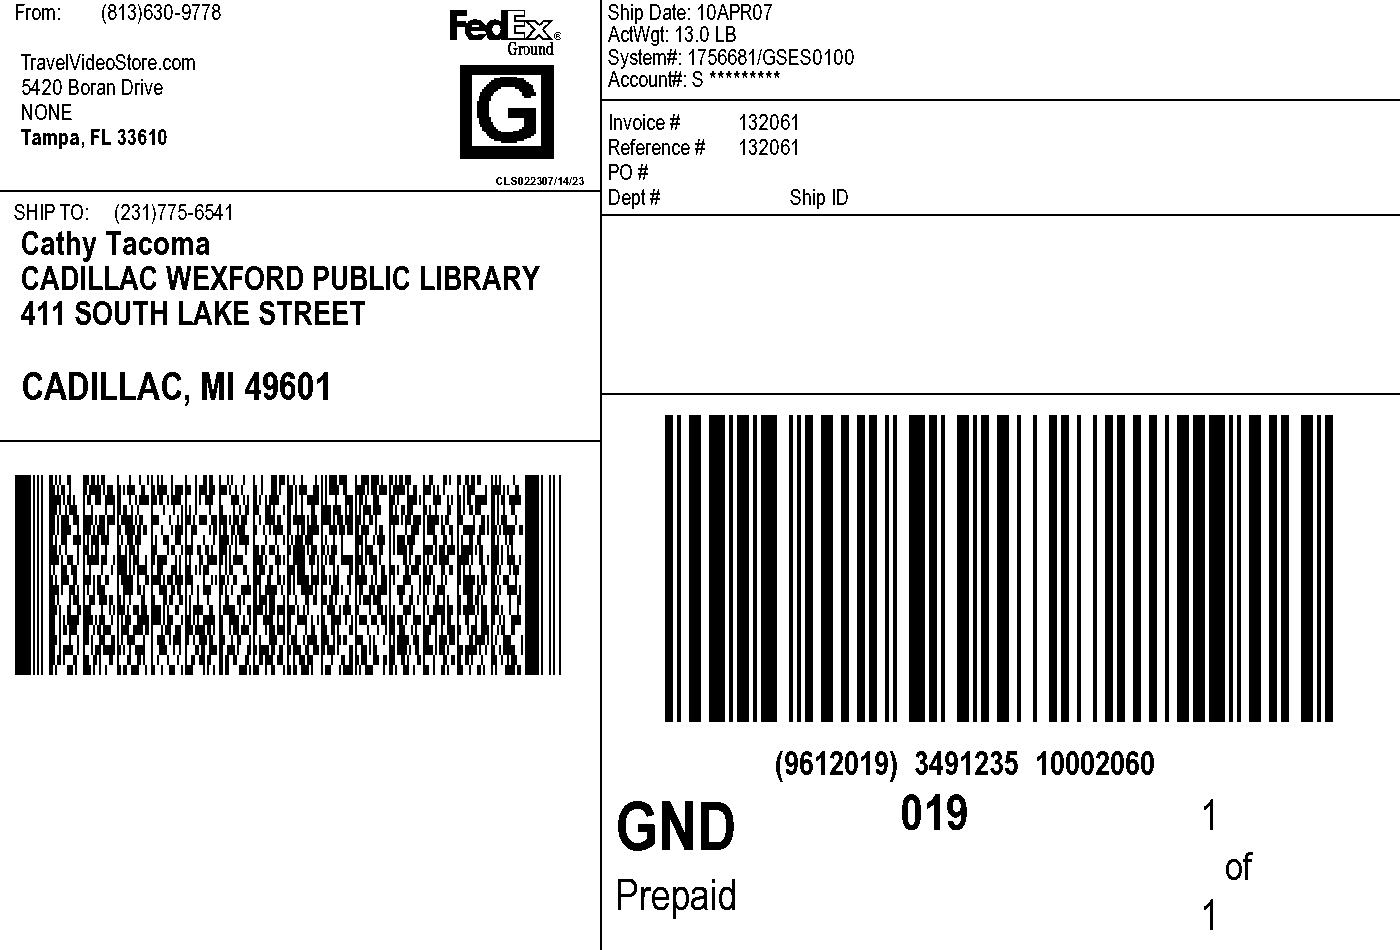 From: (813)630-9778
TravelVideoStore.com
5420 Boran Drive
NONE
Tampa, FL 33610
FedEx®
Ground
G
CLS022307/14/23
SHIP TO: (231)775-6541
Cathy Tacoma
CADILLAC WEXFORD PUBLIC LIBRARY
411 SOUTH LAKE STREET
CADILLAC, MI 49601
Ship Date: 10APR07
ActWgt: 13.0 LB
System#: 1756681/GSES0100
Account#: S *********
Invoice # 132061
Reference # 132061
PO #
Dept # Ship ID
(9612019) 3491235 10002060
GND 019 1
of
Prepaid 1